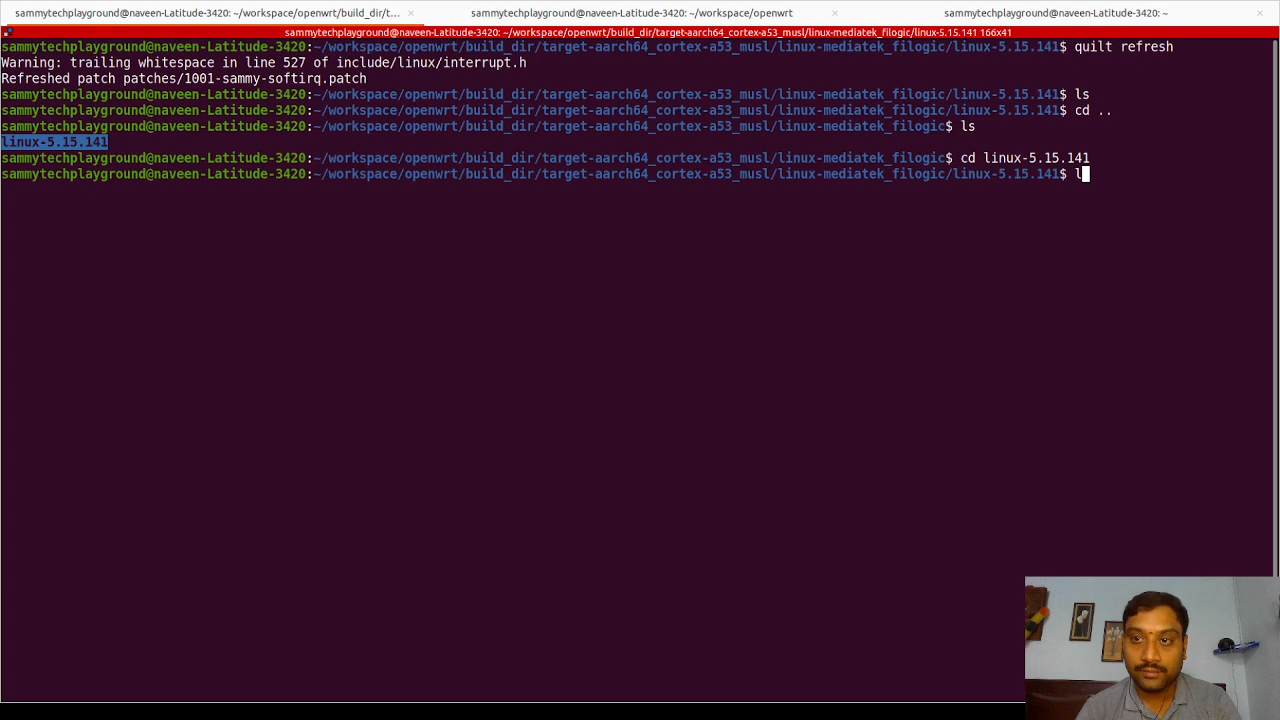 sammytechplayground@naveen-Latitude-3420: ~/workspace/openwrt/build_dir/t... ×
sammytechplayground@naveen-Latitude-3420: ~/workspace/openwrt ×
sammytechplayground@naveen-Latitude-3420: ~ ×
sammytechplayground@naveen-Latitude-3420: ~/workspace/openwrt/build_dir/target-aarch64_cortex-a53_musl/linux-mediatek_filogic/linux-5.15.141 166x41
sammytechplayground@naveen-Latitude-3420:~/workspace/openwrt/build_dir/target-aarch64_cortex-a53_musl/linux-mediatek_filogic/linux-5.15.141$ quilt refresh
Warning: trailing whitespace in line 527 of include/linux/interrupt.h
Refreshed patch patches/1001-sammy-softirq.patch
sammytechplayground@naveen-Latitude-3420:~/workspace/openwrt/build_dir/target-aarch64_cortex-a53_musl/linux-mediatek_filogic/linux-5.15.141$ ls
sammytechplayground@naveen-Latitude-3420:~/workspace/openwrt/build_dir/target-aarch64_cortex-a53_musl/linux-mediatek_filogic/linux-5.15.141$ cd ..
sammytechplayground@naveen-Latitude-3420:~/workspace/openwrt/build_dir/target-aarch64_cortex-a53_musl/linux-mediatek_filogic$ ls
linux-5.15.141
sammytechplayground@naveen-Latitude-3420:~/workspace/openwrt/build_dir/target-aarch64_cortex-a53_musl/linux-mediatek_filogic$ cd linux-5.15.141
sammytechplayground@naveen-Latitude-3420:~/workspace/openwrt/build_dir/target-aarch64_cortex-a53_musl/linux-mediatek_filogic/linux-5.15.141$ l